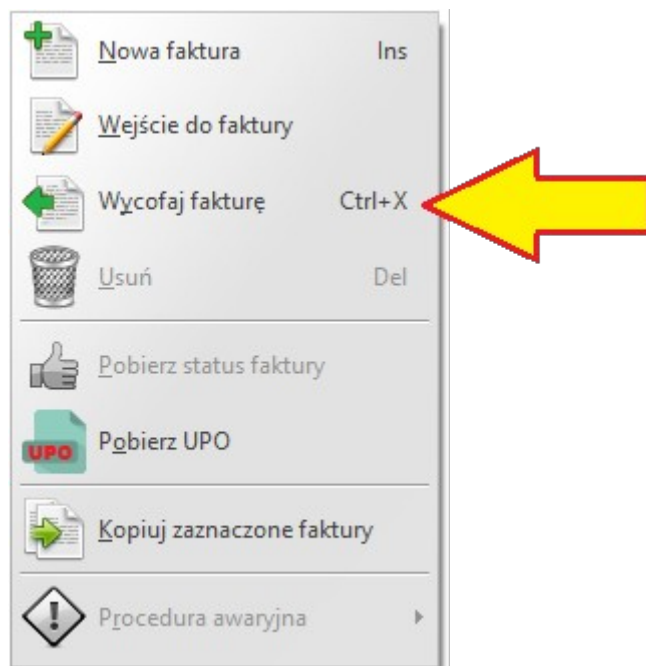 Nowa faktura Ins
Wejście do faktury
Wycofaj fakturę Ctrl+X
Usuń Del
Pobierz status faktury
UPO Pobierz UPO
Kopiuj zaznaczone faktury
Procedura awaryjna